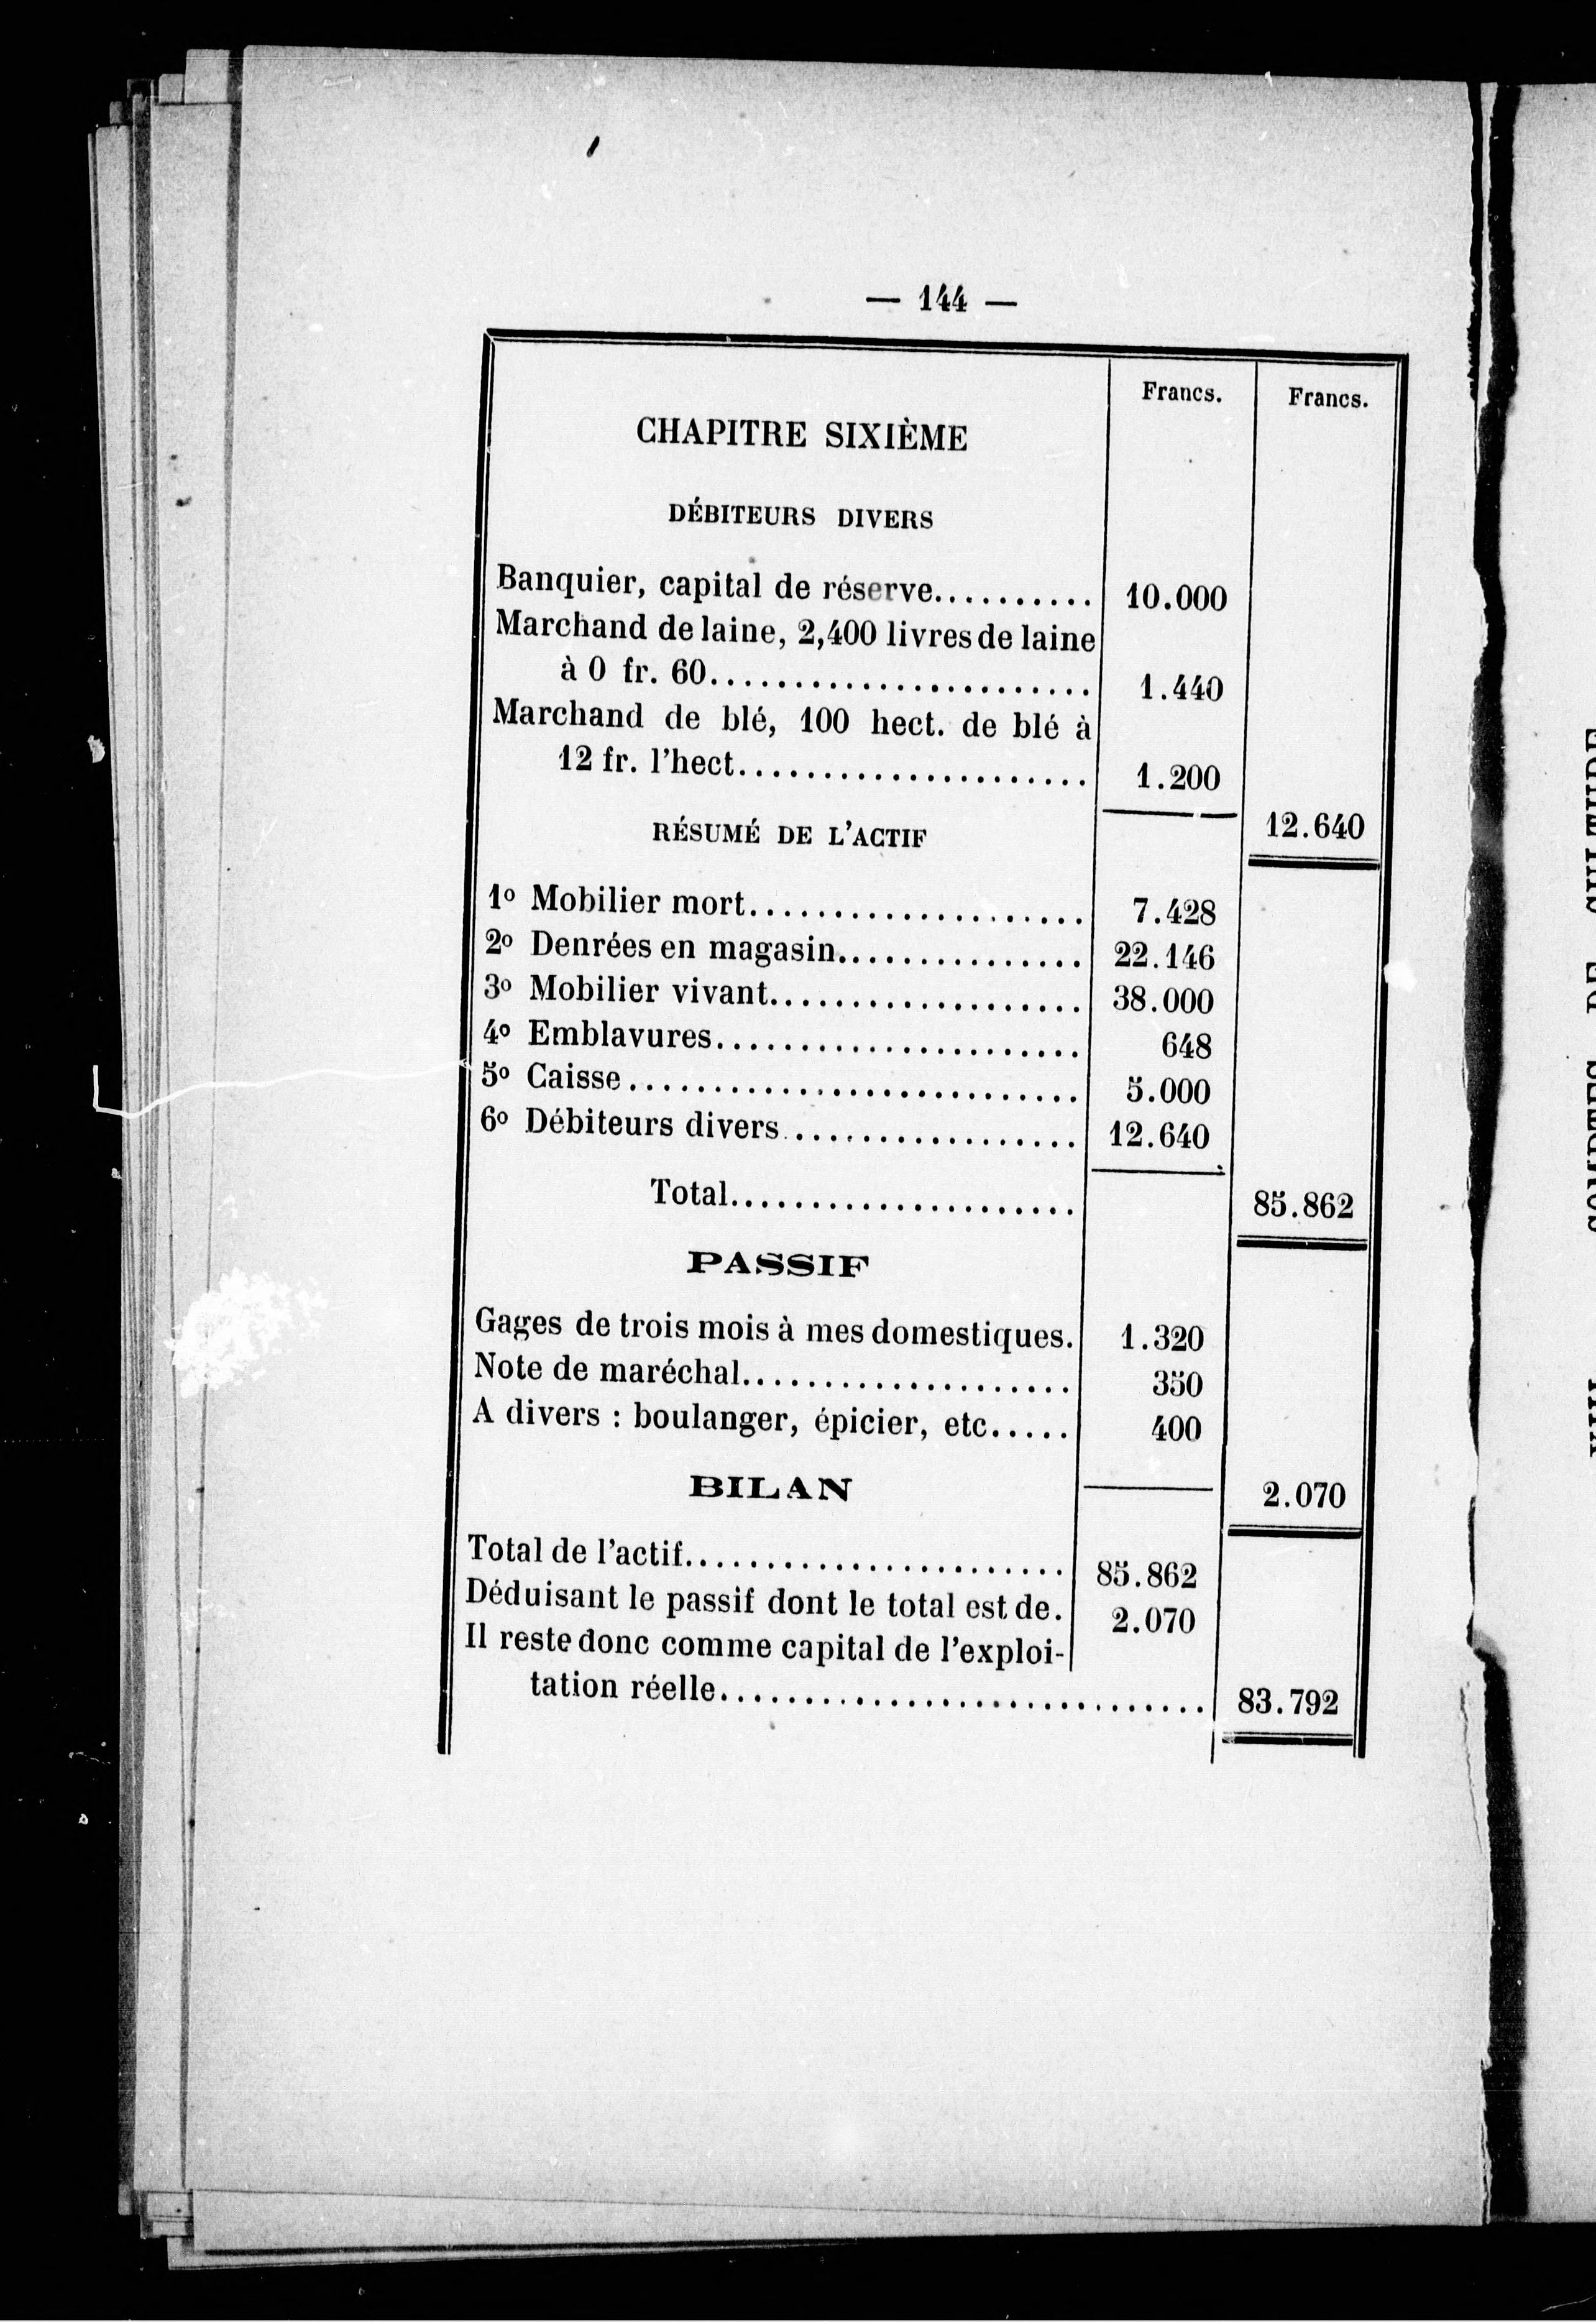 — 144 —
Francs. Francs.
CHAPITRE SIXIÈME
DÉBITEURS DIVERS
Banquier, capital de réserve.......... 10.000
Marchand de laine, 2,400 livres de laine
à 0 fr. 60....................... 1.440
Marchand de blé, 100 hect. de blé à
12 fr. l'hect..................... 1.200
12.640
RÉSUMÉ DE L'ACTIF
1º Mobilier mort.................... 7.428
2º Denrées en magasin............... 22.146
3º Mobilier vivant................... 38.000
4º Emblavures...................... 648
5º Caisse........................... 5.000
6º Débiteurs divers.................. 12.640
Total..................... 85.862
PASSIF
Gages de trois mois à mes domestiques. 1.320
Note de maréchal.................... 350
A divers : boulanger, épicier, etc..... 400
BILAN 2.070
Total de l'actif....................... 85.862
Déduisant le passif dont le total est de. 2.070
Il reste donc comme capital de l'exploi-
tation réelle............................. 83.792